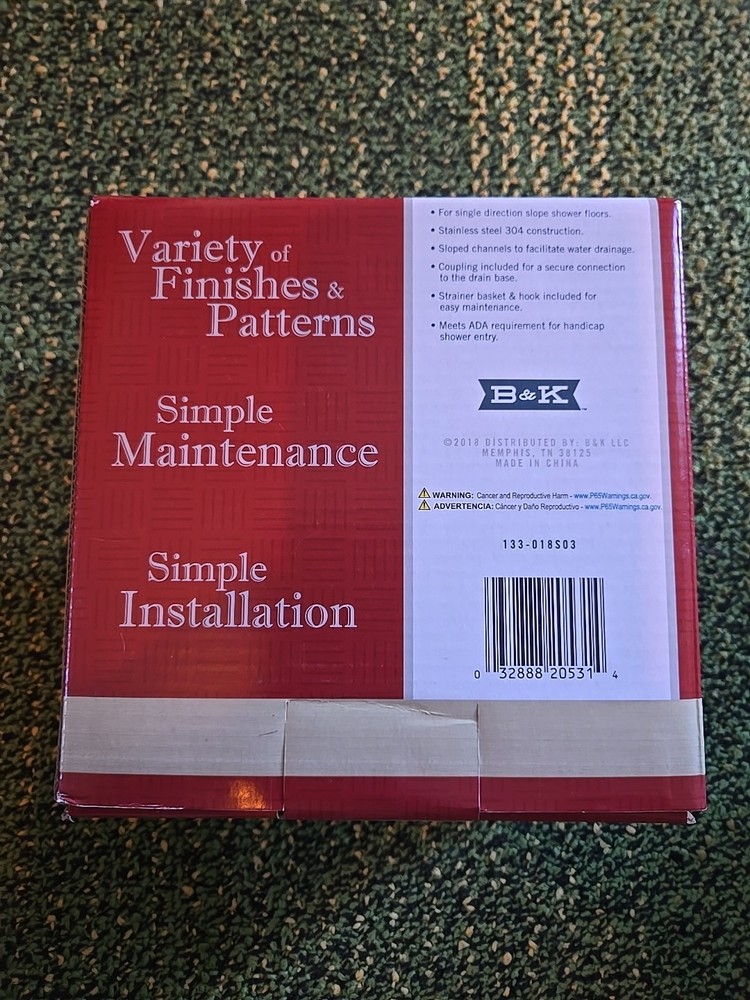 Variety of
Finishes &
Patterns
Simple
Maintenance
Simple
Installation
• For single direction slope shower floors.
• Stainless steel 304 construction.
• Sloped channels to facilitate water drainage.
• Coupling included for a secure connection
to the drain base.
• Strainer basket & hook included for
easy maintenance.
• Meets ADA requirement for handicap
shower entry.
B&K™
©2018 DISTRIBUTED BY: B&K LLC
MEMPHIS, TN 38125
MADE IN CHINA
WARNING: Cancer and Reproductive Harm - www.P65Warnings.ca.gov.
ADVERTENCIA: Cáncer y Daño Reproductivo - www.P65Warnings.ca.gov.
133-018S03
0 32888 20531 4